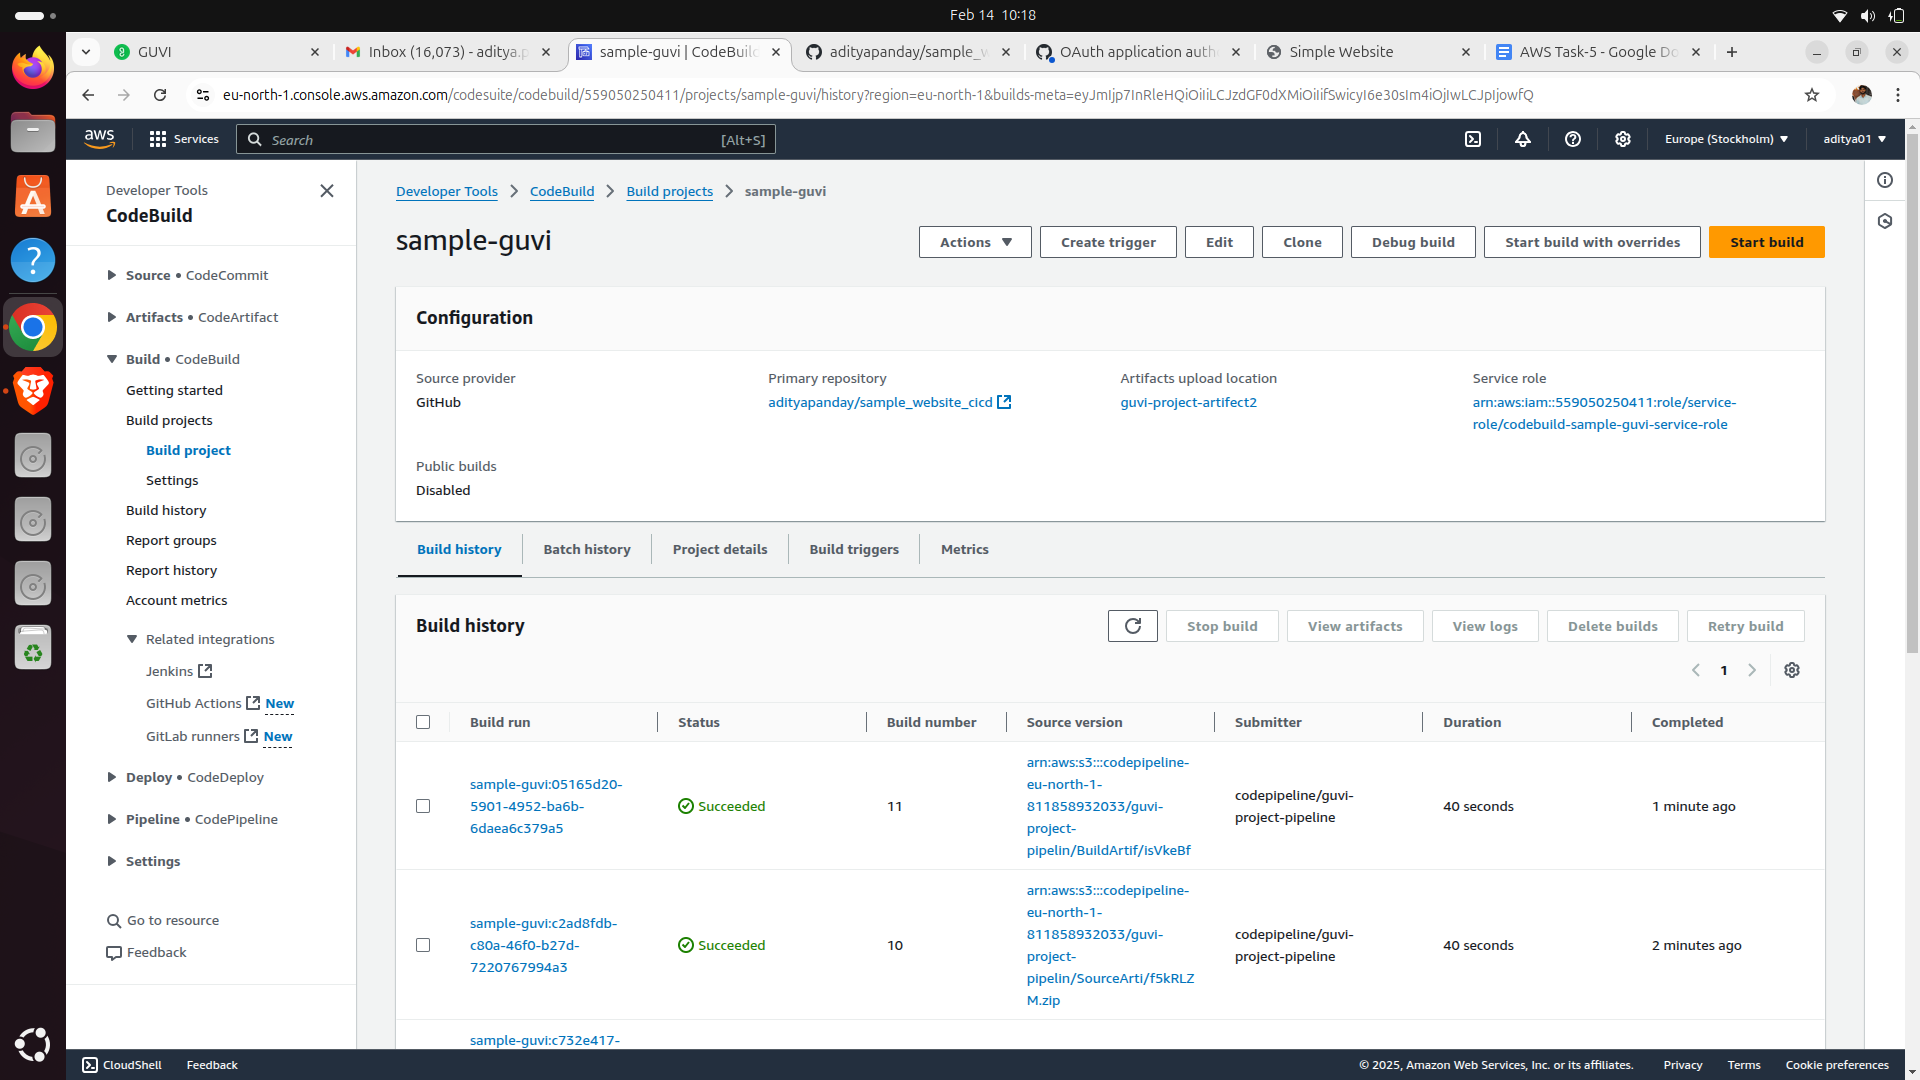 Feb 14 10:18
GUVI
Inbox (16,073) - aditya.p
sample-guvi | CodeBuild
adityapanday/sample_w
OAuth application auth
Simple Website
AWS Task-5 - Google Do
eu-north-1.console.aws.amazon.com/codesuite/codebuild/559050250411/projects/sample-guvi/history?region=eu-north-1&builds-meta=eyJmIjp7InRleHQiOiIiLCJzdGF0dXMiOiIifSwicyI6e30sIm4iOjIwLCJpIjowfQ
aws
Services
Search
[Alt+S]
Europe (Stockholm)
aditya01
Developer Tools
CodeBuild
Source • CodeCommit
Artifacts • CodeArtifact
Build • CodeBuild
Getting started
Build projects
Build project
Settings
Build history
Report groups
Report history
Account metrics
Related integrations
Jenkins
GitHub Actions New
GitLab runners New
Deploy • CodeDeploy
Pipeline • CodePipeline
Settings
Go to resource
Feedback
Developer Tools
CodeBuild
Build projects
sample-guvi
sample-guvi
Actions
Create trigger
Edit
Clone
Debug build
Start build with overrides
Start build
Configuration
Source provider
GitHub
Primary repository
adityapanday/sample_website_cicd
Artifacts upload location
guvi-project-artifect2
Service role
arn:aws:iam::559050250411:role/service-
role/codebuild-sample-guvi-service-role
Public builds
Disabled
Build history
Batch history
Project details
Build triggers
Metrics
Build history
Stop build
View artifacts
View logs
Delete builds
Retry build
1
Build run
Status
Build number
Source version
Submitter
Duration
Completed
sample-guvi:05165d20-
5901-4952-ba6b-
6daea6c379a5
Succeeded
11
arn:aws:s3:::codepipeline-
eu-north-1-
811858932033/guvi-
project-
pipelin/BuildArtif/isVkeBf
codepipeline/guvi-
project-pipeline
40 seconds
1 minute ago
sample-guvi:c2ad8fdb-
c80a-46f0-b27d-
7220767994a3
Succeeded
10
arn:aws:s3:::codepipeline-
eu-north-1-
811858932033/guvi-
project-
pipelin/SourceArti/f5kRLZ
M.zip
codepipeline/guvi-
project-pipeline
40 seconds
2 minutes ago
sample-guvi:c732e417-
CloudShell
Feedback
© 2025, Amazon Web Services, Inc. or its affiliates.
Privacy
Terms
Cookie preferences